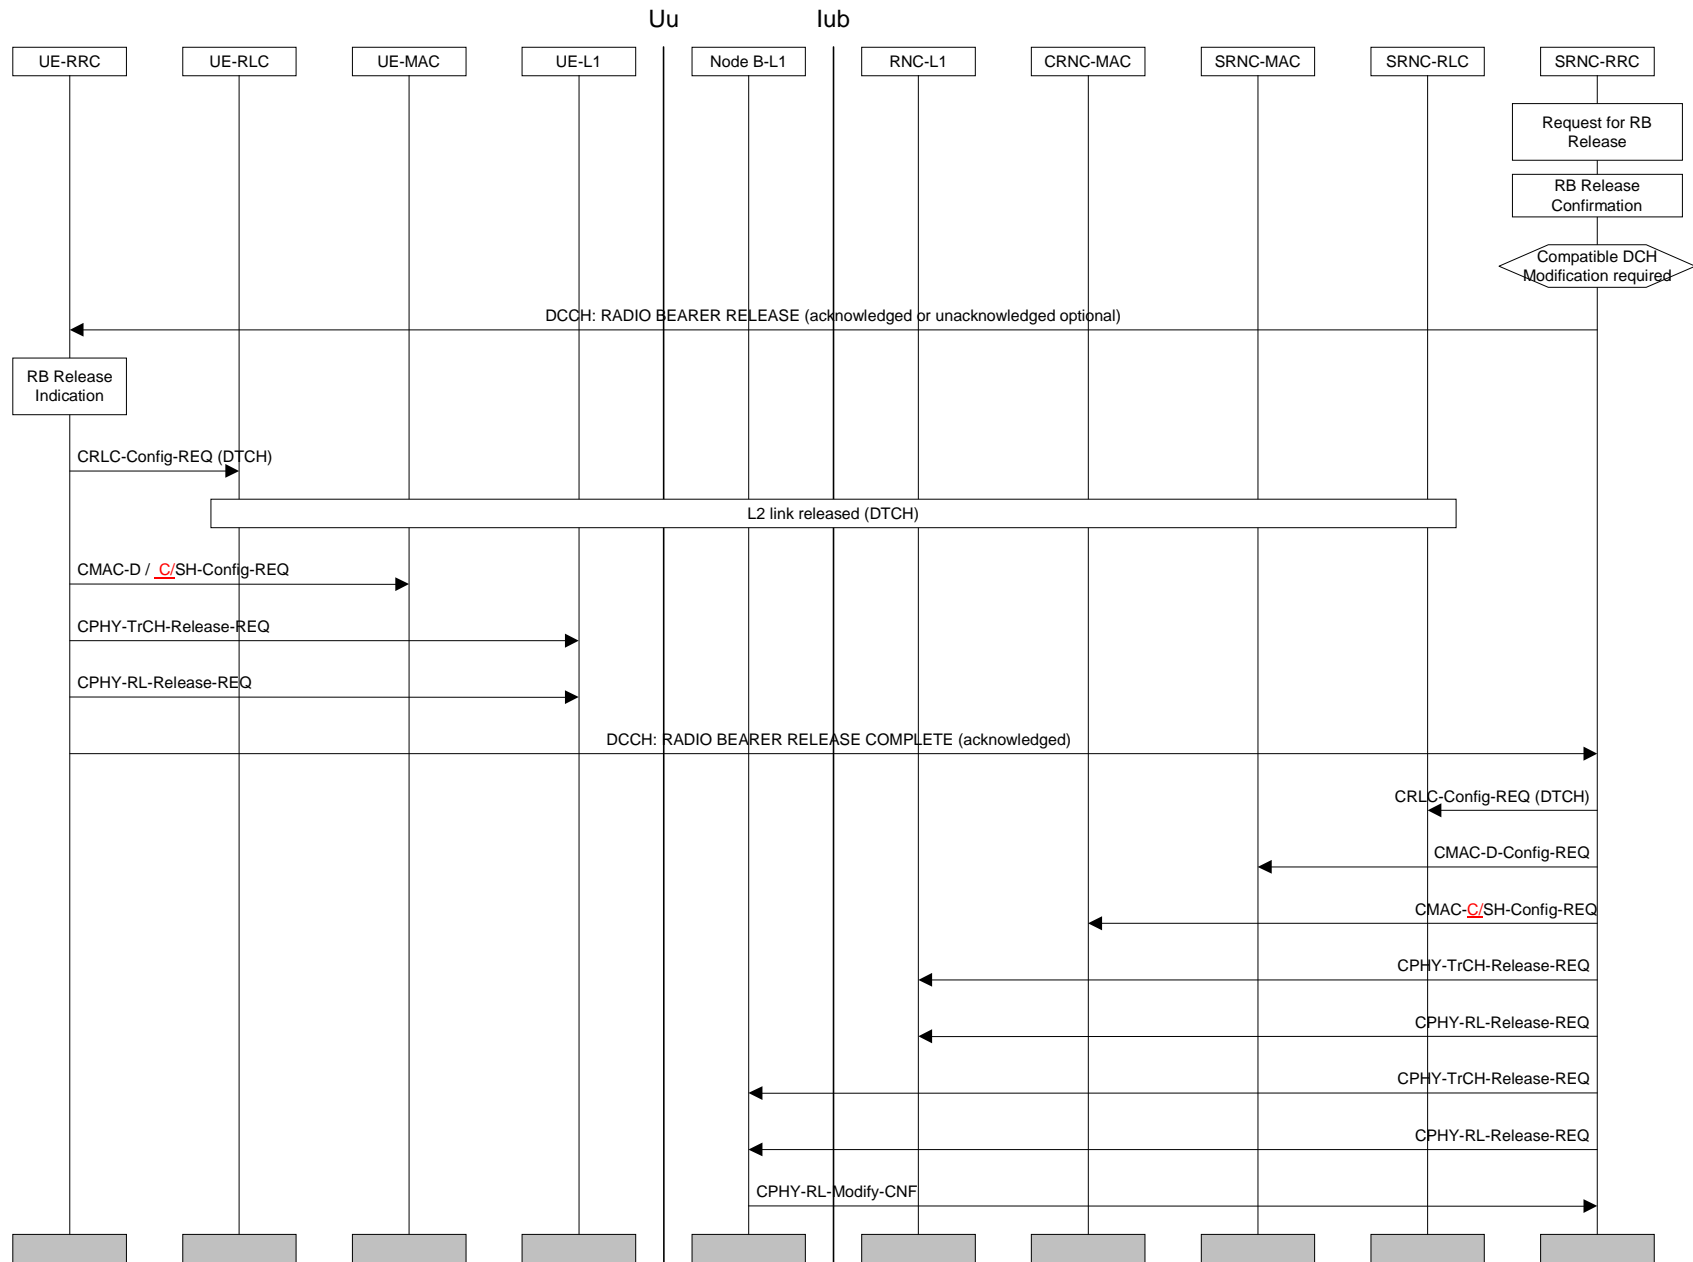 Uu
Iub
UE-RRC
UE-RLC
UE-MAC
UE-L1
Node B-L1
RNC-L1
CRNC-MAC
SRNC-MAC
SRNC-RLC
SRNC-RRC
Request for RB
Release
RB Release
Confirmation
Compatible DCH
Modification required
DCCH: RADIO BEARER RELEASE (acknowledged or unacknowledged optional)
RB Release
Indication
CRLC-Config-REQ (DTCH)
L2 link released (DTCH)
CMAC-D / C/SH-Config-REQ
CPHY-TrCH-Release-REQ
CPHY-RL-Release-REQ
DCCH: RADIO BEARER RELEASE COMPLETE (acknowledged)
CRLC-Config-REQ (DTCH)
CMAC-D-Config-REQ
CMAC-C/SH-Config-REQ
CPHY-TrCH-Release-REQ
CPHY-RL-Release-REQ
CPHY-TrCH-Release-REQ
CPHY-RL-Release-REQ
CPHY-RL-Modify-CNF